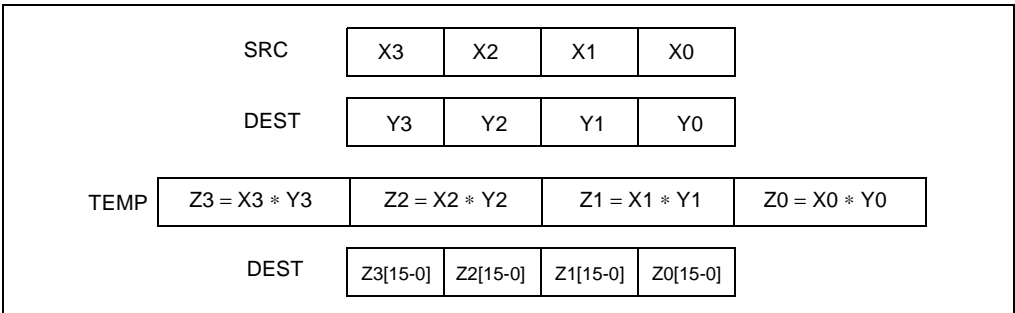 SRC X3 X2 X1 X0
DEST Y3 Y2 Y1 Y0
TEMP Z3 = X3 ∗ Y3 Z2 = X2 ∗ Y2 Z1 = X1 ∗ Y1 Z0 = X0 ∗ Y0
DEST Z3[15-0] Z2[15-0] Z1[15-0] Z0[15-0]